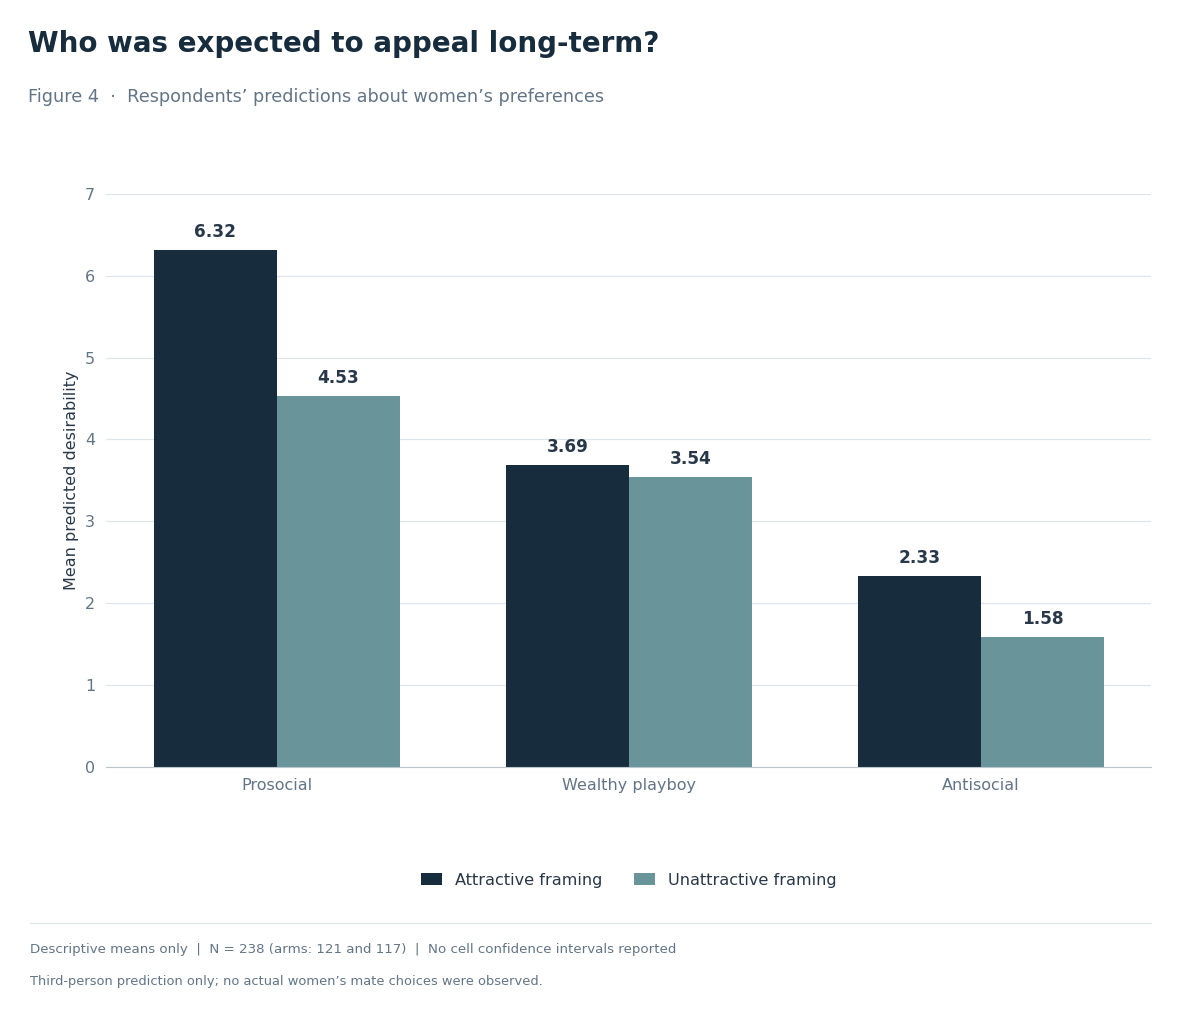 Who was expected to appeal long-term?
Figure 4 · Respondents’ predictions about women’s preferences
Mean predicted desirability
7
6
5
4
3
2
1
0
6.32
4.53
3.69
3.54
2.33
1.58
Prosocial
Wealthy playboy
Antisocial
Attractive framing
Unattractive framing
Descriptive means only | N = 238 (arms: 121 and 117) | No cell confidence intervals reported
Third-person prediction only; no actual women’s mate choices were observed.